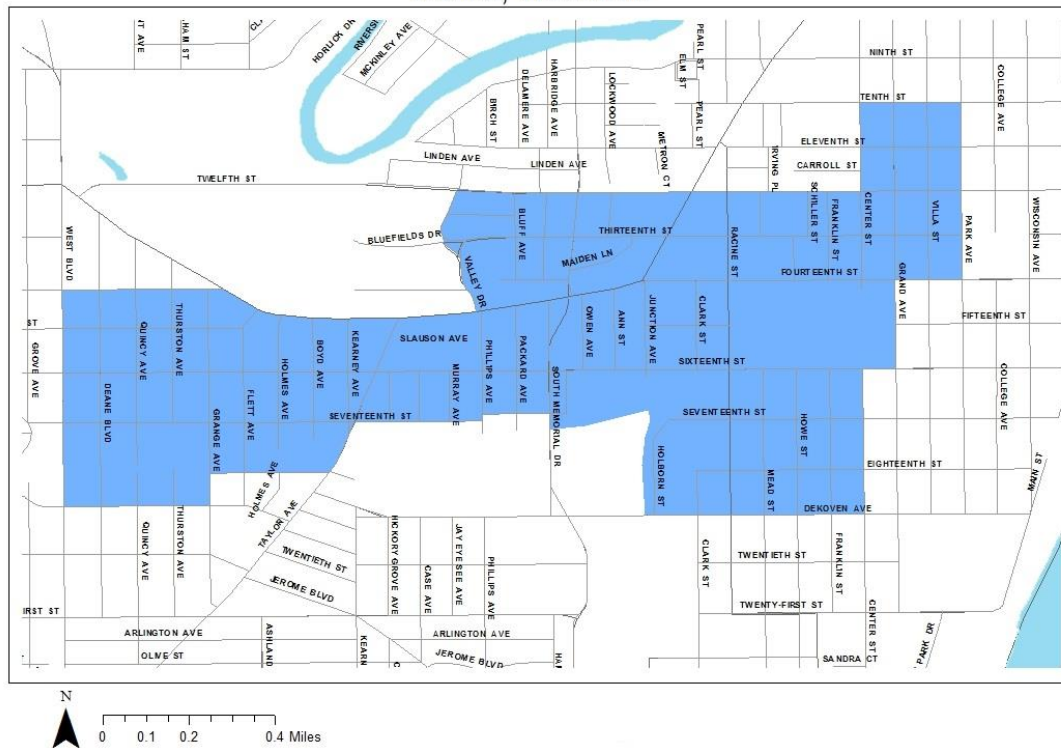 HORLICK DR
RIVERSI
MCKINLEY AVE
HAM ST
NT AVE
CL
PEARL ST
ELM ST
NINTH ST
COLLEGE AVE
TENTH ST
BIRCH ST
DELAMERE AVE
HARBRIDGE AVE
LOCKWOOD AVE
PEARL ST
METRON CT
IRVING PL
ELEVENTH ST
CARROLL ST
LINDEN AVE
LINDEN AVE
TWELFTH ST
WEST BLVD
BLUEFIELDS DR
VALLEY DR
BLUFF AVE
THIRTEENTH ST
MAIDEN LN
RACINE ST
SCHILLER ST
FRANKLIN ST
CENTER ST
VILLA ST
PARK AVE
WISCONSIN AVE
FOURTEENTH ST
GRAND AVE
FIFTEENTH ST
ST
GROVE AVE
DEANE BLVD
QUINCY AVE
THURSTON AVE
GRANGE AVE
FLETT AVE
HOLMES AVE
BOYD AVE
KEARNEY AVE
SLAUSON AVE
MURRAY AVE
PHILLIPS AVE
PACKARD AVE
SOUTH MEMORIAL DR
OWEN AVE
ANN ST
JUNCTION AVE
CLARK ST
SIXTEENTH ST
COLLEGE AVE
SEVENTEENTH ST
SEVENTEENTH ST
HOWE ST
HOLBORN ST
MEAD ST
EIGHTEENTH ST
MAIN ST
DEKOVEN AVE
HOLMES AVE
TAYLOR AVE
QUINCY AVE
THURSTON AVE
TWENTIETH ST
JEROME BLVD
HICKORY GROVE AVE
CASE AVE
JAY EYE SEE AVE
PHILLIPS AVE
CLARK ST
TWENTIETH ST
FRANKLIN ST
TWENTY-FIRST ST
CENTER ST
PARK DR
IRST ST
ARLINGTON AVE
OLIVE ST
ASHLAND
KEARN
C
ARLINGTON AVE
JEROME BLVD
HA
SANDRA CT
N
0 0.1 0.2 0.4 Miles